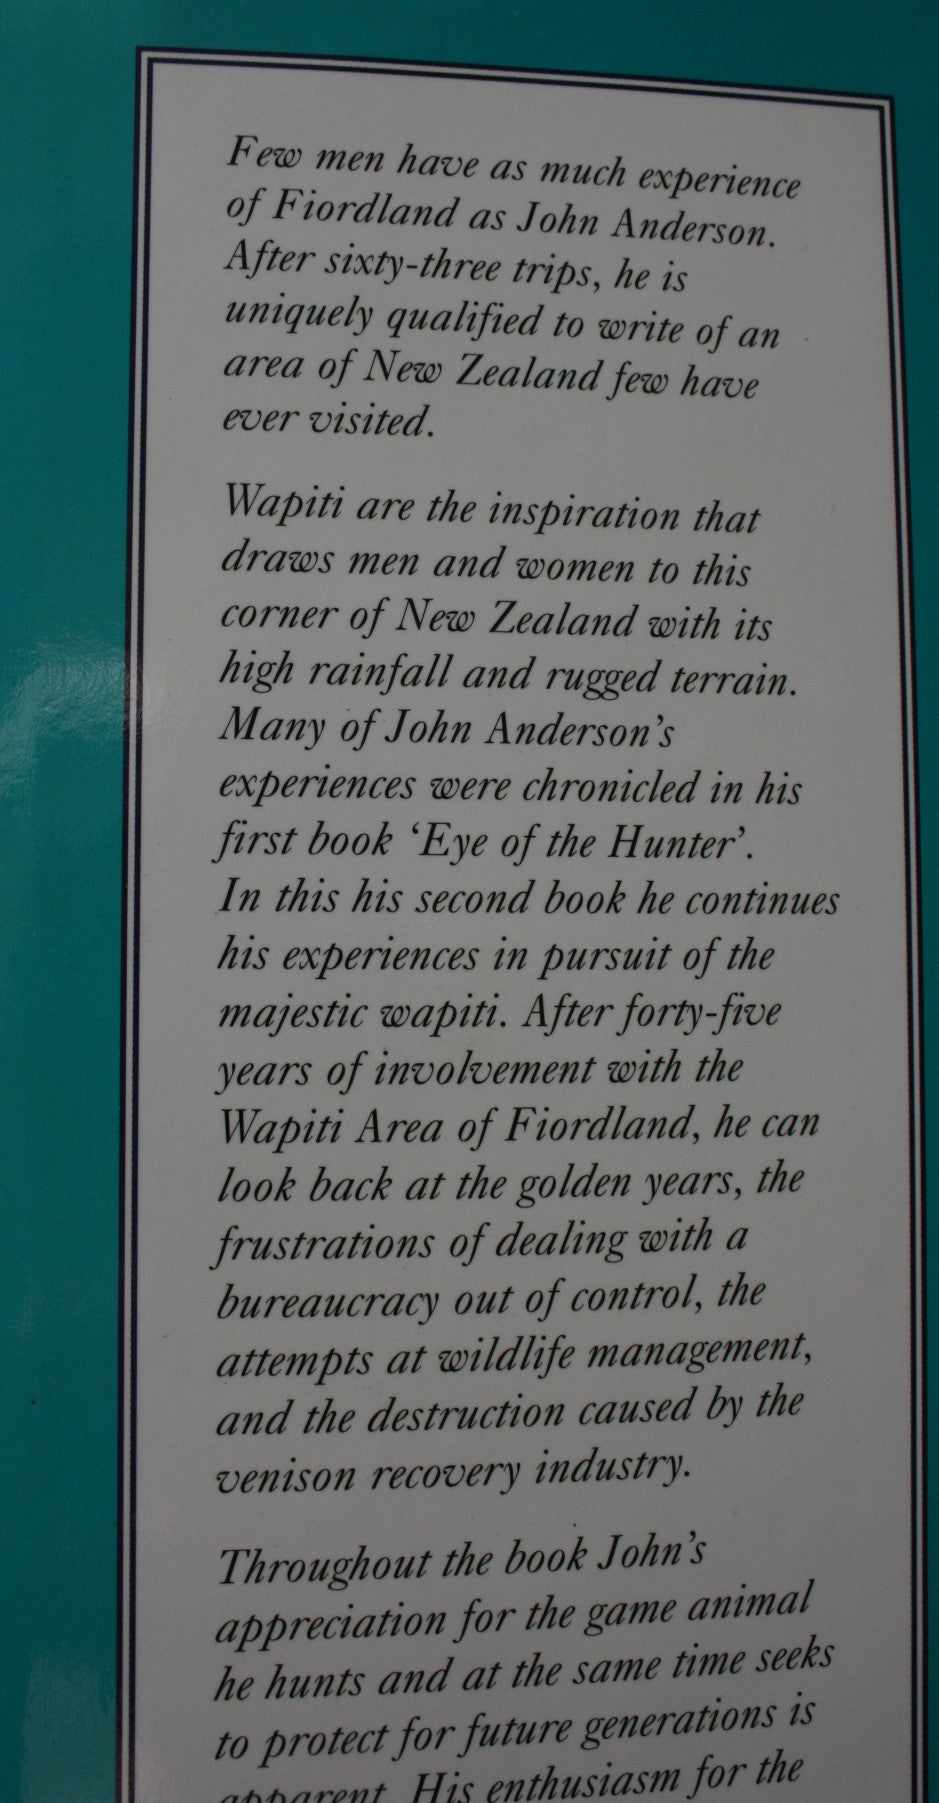 Few men have as much experience
of Fiordland as John Anderson.
After sixty-three trips, he is
uniquely qualified to write of an
area of New Zealand few have
ever visited.
Wapiti are the inspiration that
draws men and women to this
corner of New Zealand with its
high rainfall and rugged terrain.
Many of John Anderson's
experiences were chronicled in his
first book ‘Eye of the Hunter’.
In this his second book he continues
his experiences in pursuit of the
majestic wapiti. After forty-five
years of involvement with the
Wapiti Area of Fiordland, he can
look back at the golden years, the
frustrations of dealing with a
bureaucracy out of control, the
attempts at wildlife management,
and the destruction caused by the
venison recovery industry.
Throughout the book John's
appreciation for the game animal
he hunts and at the same time seeks
to protect for future generations is
apparent. His enthusiasm for the